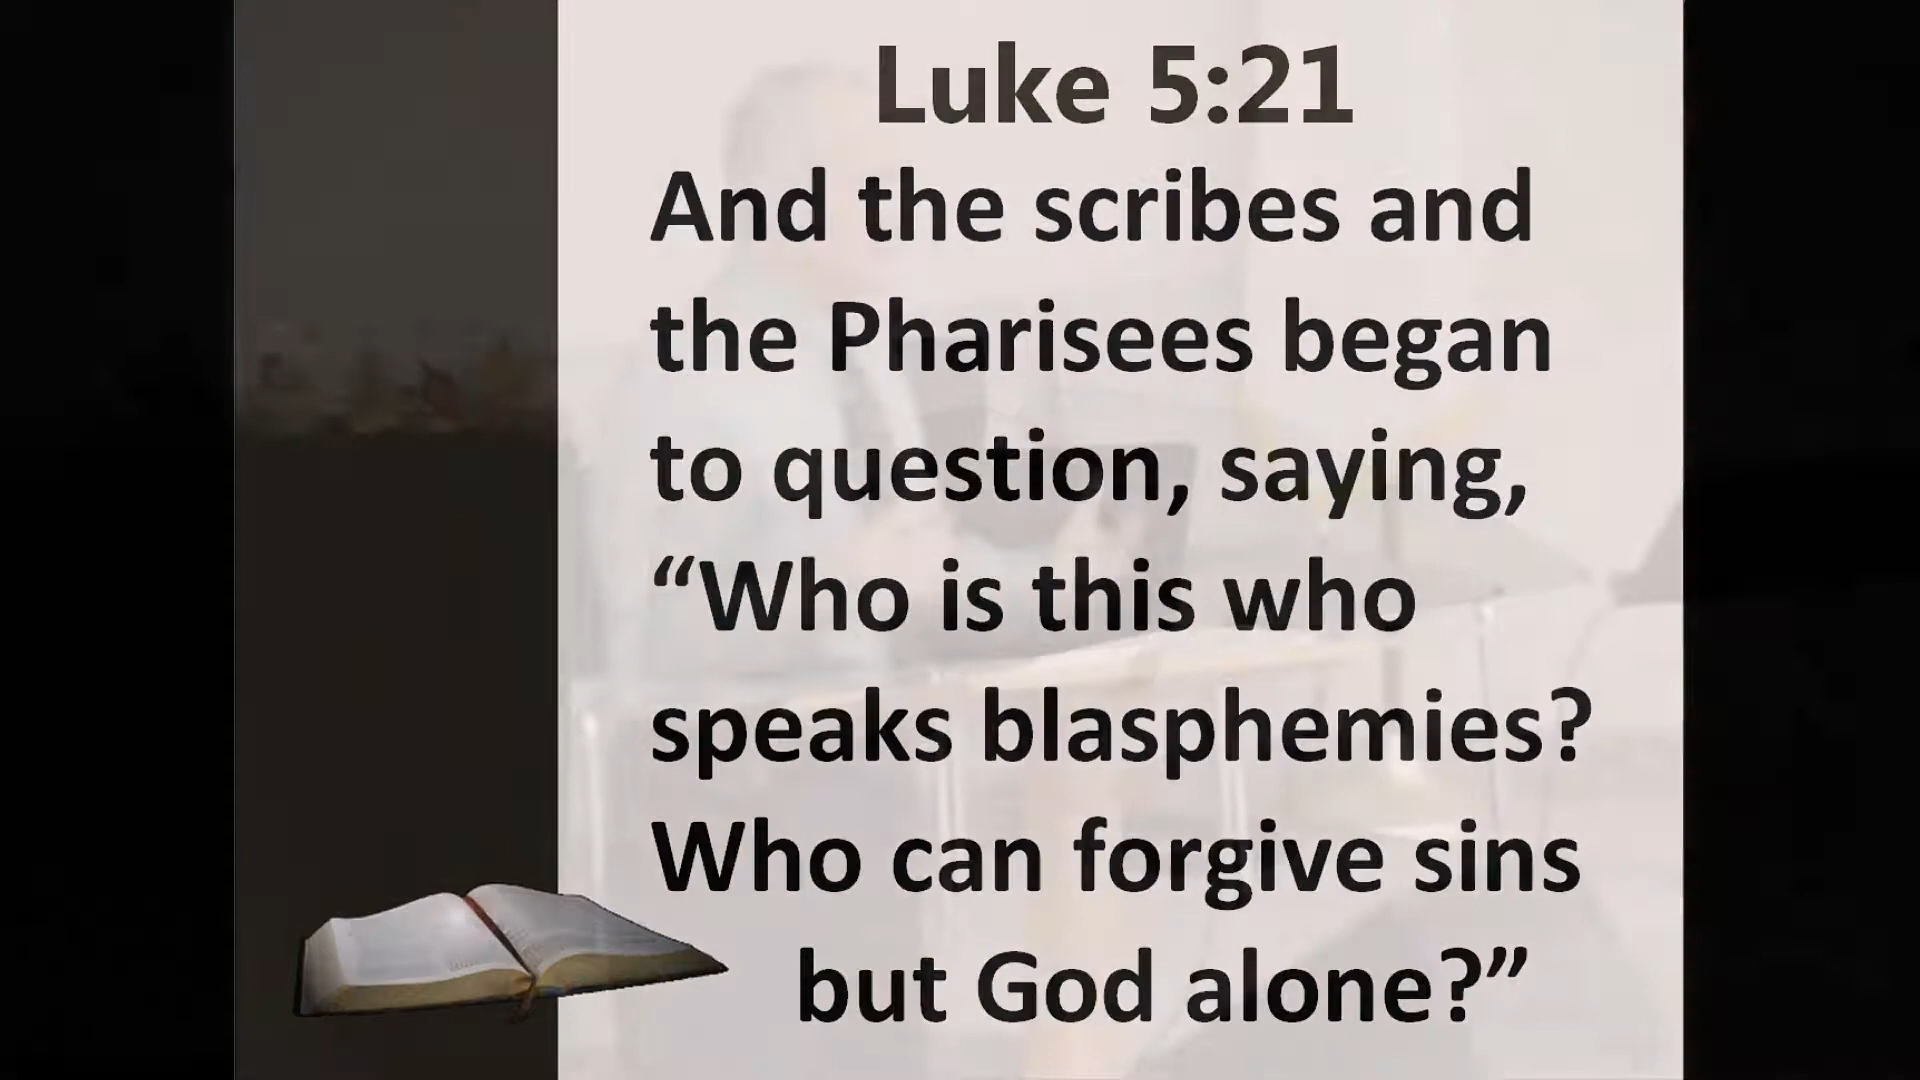 Luke 5:21
And the scribes and
the Pharisees began
to question, saying,
“Who is this who
speaks blasphemies?
Who can forgive sins
but God alone?”